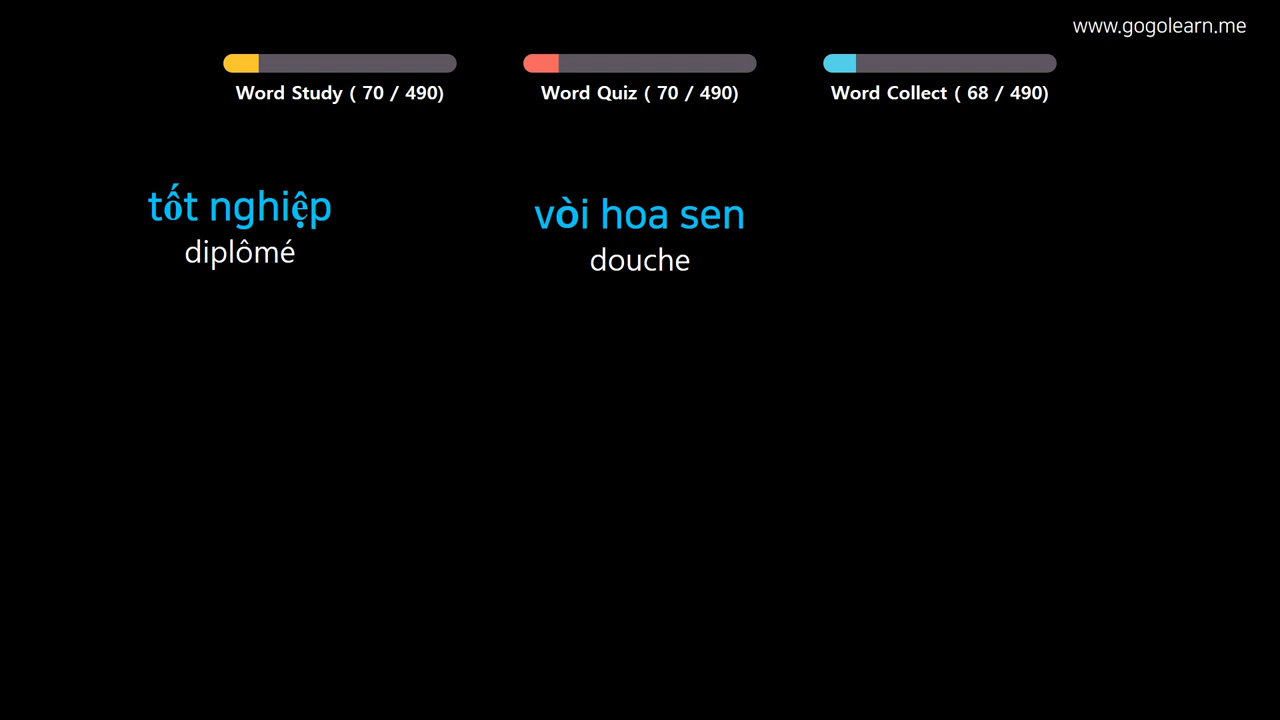 www.gogolearn.me
Word Study ( 70 / 490)
Word Quiz ( 70 / 490)
Word Collect ( 68 / 490)
tốt nghiệp
diplômé
vòi hoa sen
douche